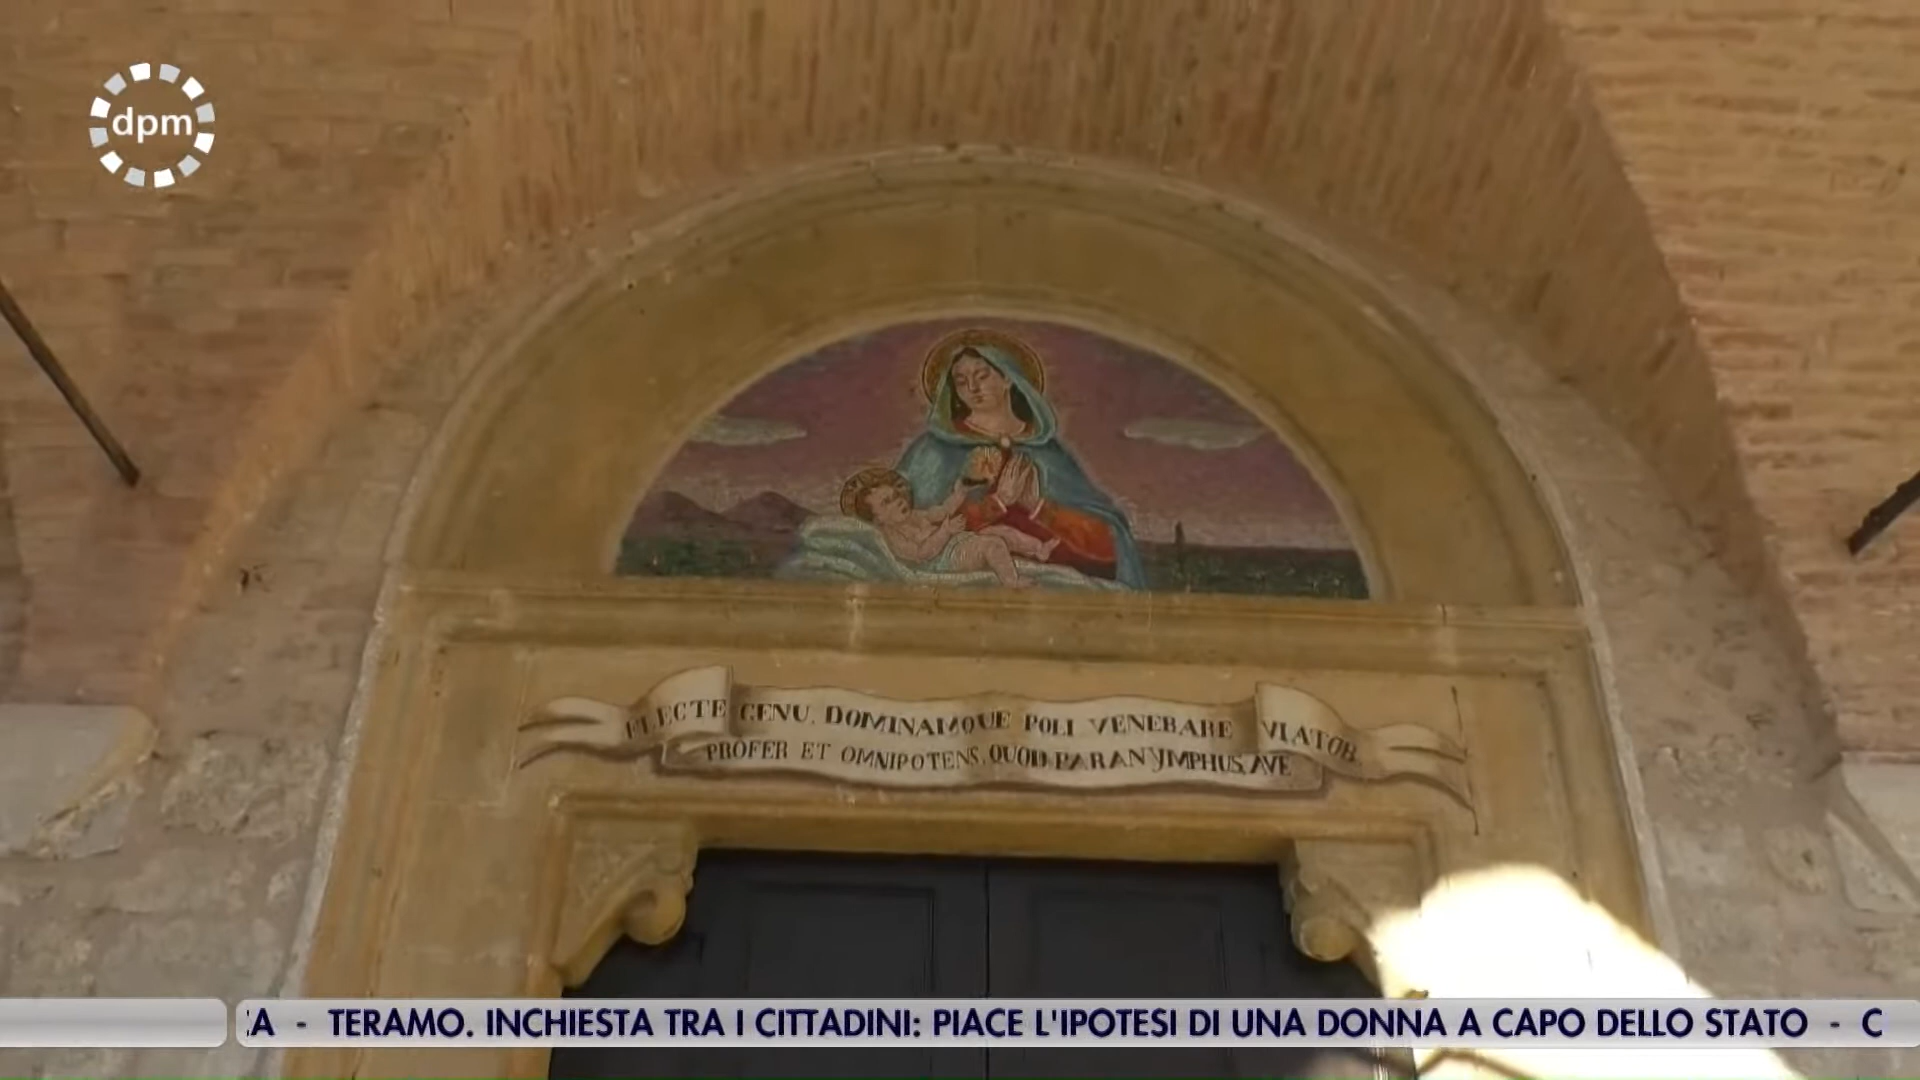 dpm
FLECTE GENU, DOMINAMQUE POLI VENERARE VIATOR
PROFER ET OMNIPOTENS, QUOD PARANYMPHUS, AVE
A - TERAMO. INCHIESTA TRA I CITTADINI: PIACE L'IPOTESI DI UNA DONNA A CAPO DELLO STATO - C